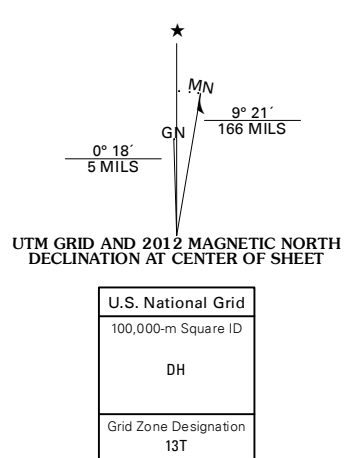 ★
MN
GN
9° 21´
166 MILS
0° 18´
5 MILS
UTM GRID AND 2012 MAGNETIC NORTH
DECLINATION AT CENTER OF SHEET
U.S. National Grid
100,000-m Square ID
DH
Grid Zone Designation
13T